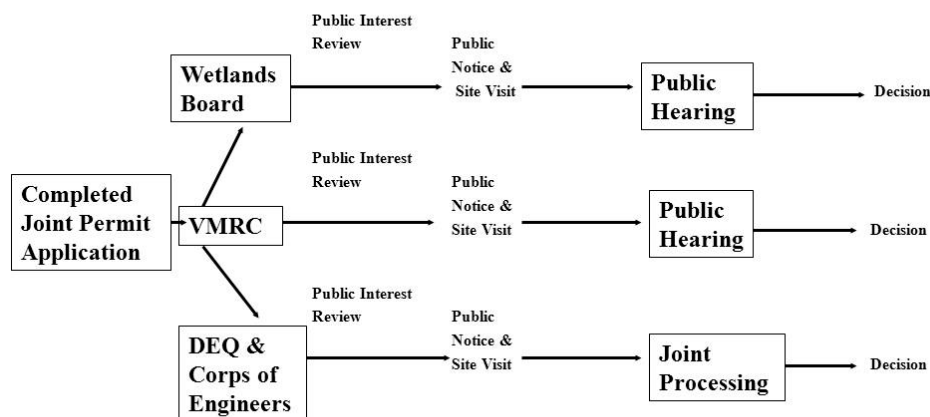 Public Interest
Review
Public
Notice &
Site Visit
Wetlands
Board
Public
Hearing
Decision
Completed
Joint Permit
Application
VMRC
Public Interest
Review
Public
Notice &
Site Visit
Public
Hearing
Decision
Public Interest
Review
Public
Notice &
Site Visit
DEQ &
Corps of
Engineers
Joint
Processing
Decision